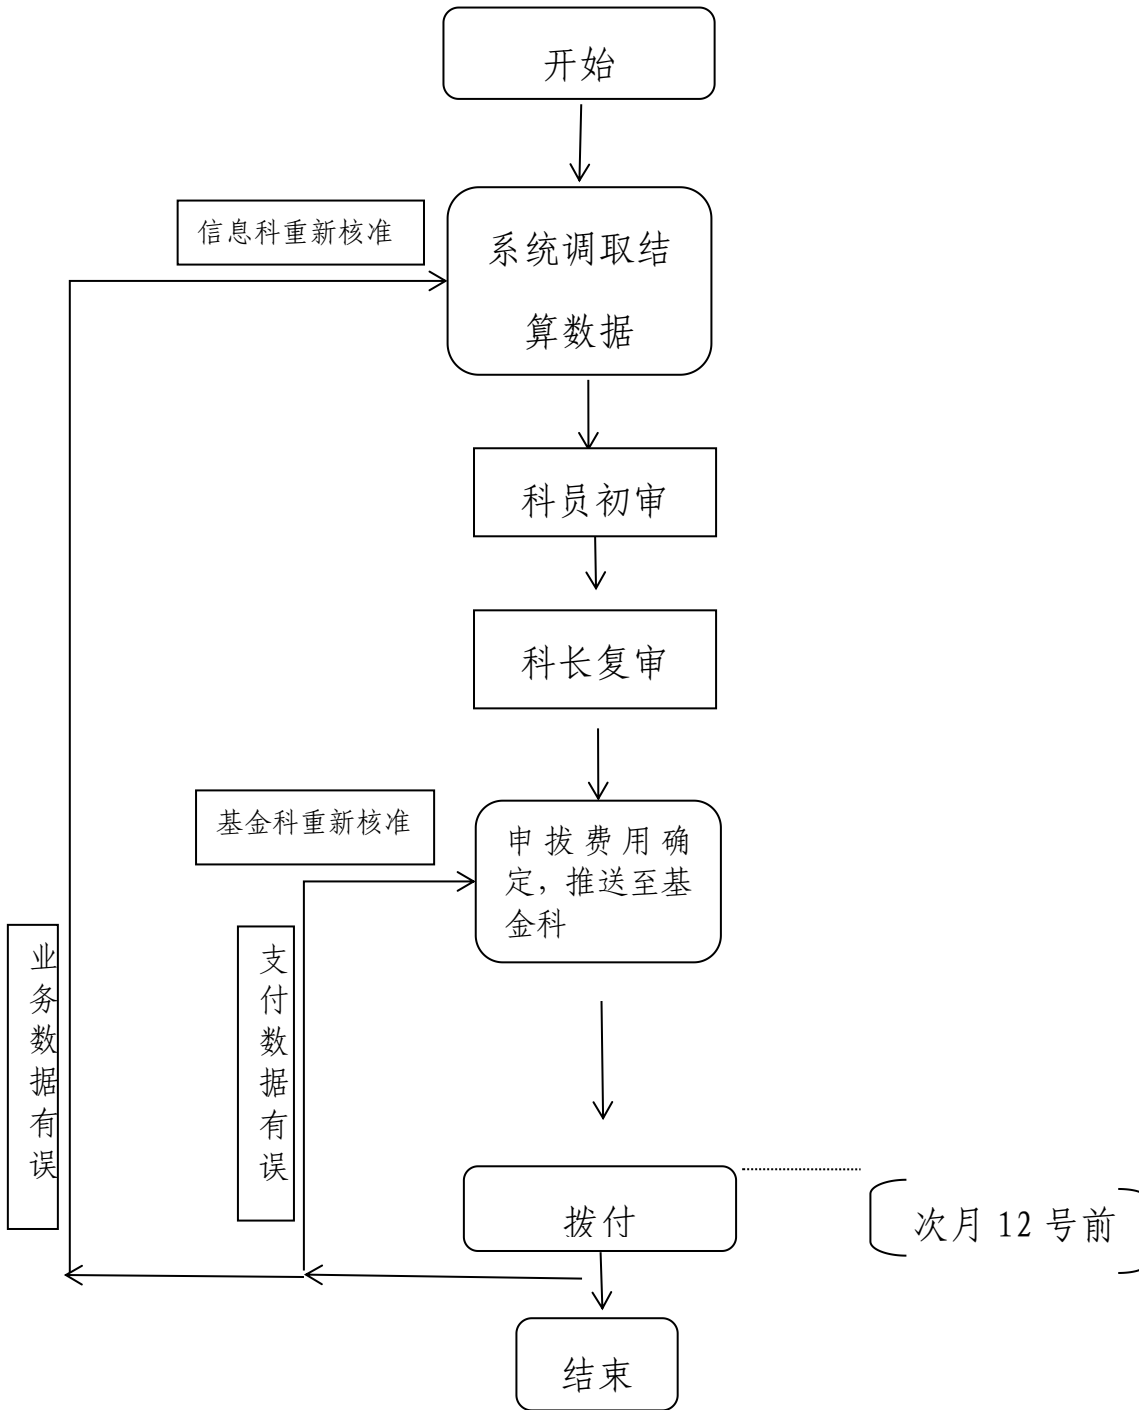 开始
信息科重新核准
系统调取结
算数据
科员初审
科长复审
基金科重新核准
申拨费用确
定，推送至基
金科
业务数据有误
支付数据有误
拨付
次月 12 号前
结束